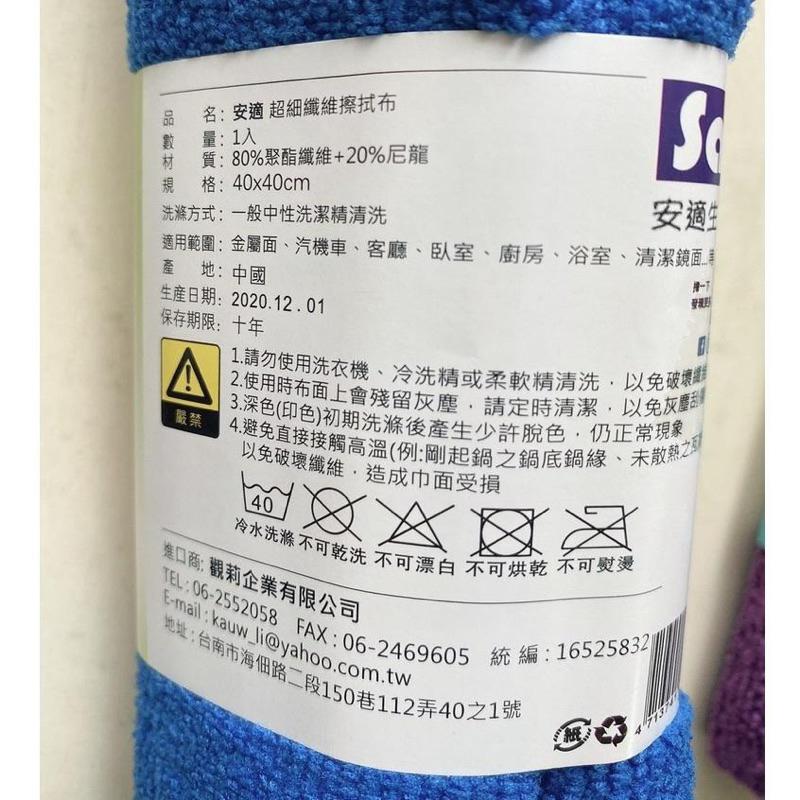 品 名：安適 超細纖維擦拭布
數 量：1入
材 質：80%聚酯纖維+20%尼龍
規 格：40x40cm
洗滌方式：一般中性洗潔精清洗
適用範圍：金屬面、汽機車、客廳、臥室、廚房、浴室、清潔鏡面...等
產 地：中國
生産日期：2020.12.01
保存期限：十年
安適生
掃一下
嚴禁
1.請勿使用洗衣機、冷洗精或柔軟精清洗，以免破壞纖維
2.使用時布面上會殘留灰塵，請定時清潔，以免灰塵刮
3.深色(印色)初期洗滌後產生少許脫色，仍正常現象
4.避免直接接觸高溫(例:剛起鍋之鍋底鍋緣、未散熱之
以免破壞纖維，造成巾面受損
40
冷水洗滌 不可乾洗 不可漂白 不可烘乾 不可熨燙
進口商: 觀莉企業有限公司
TEL：06-2552058 FAX：06-2469605 統編：16525832
E-mail：kauw_li@yahoo.com.tw
地址：台南市海佃路二段150巷112弄40之1號
紙
4 7137